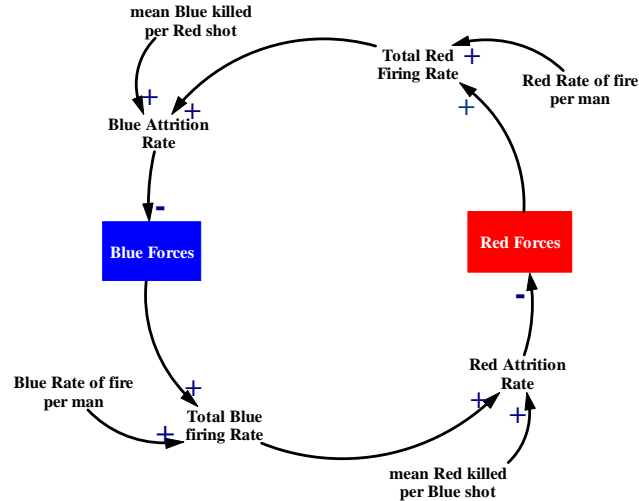 mean Blue killed
per Red shot
Total Red
Firing Rate
+
Red Rate of fire
per man
+
+
+
Blue Attrition
Rate
-
Blue Forces
Red Forces
-
Red Attrition
Rate
Blue Rate of fire
per man
+
+
Total Blue
firing Rate
+
+
mean Red killed
per Blue shot